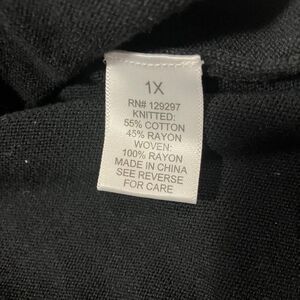 1X
RN# 129297
KNITTED:
55% COTTON
45% RAYON
WOVEN:
100% RAYON
MADE IN CHINA
SEE REVERSE
FOR CARE